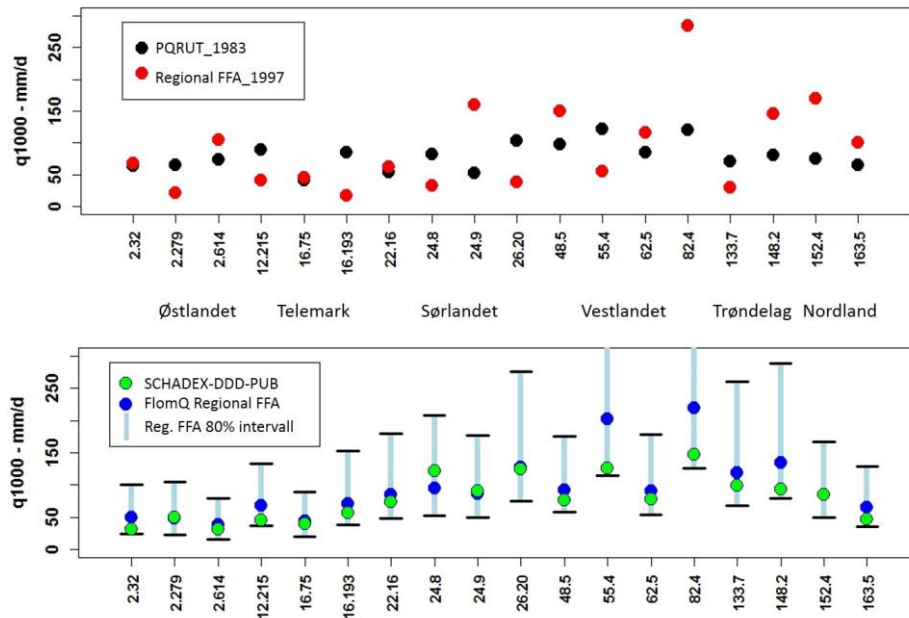 q1000 - mm/d
250
150
50
0
PQRUT_1983
Regional FFA_1997
2.32 2.279 2.614 12.215 16.75 16.193 22.16 24.8 24.9 26.20 48.5 55.4 62.5 82.4 133.7 148.2 152.4 163.5
Østlandet Telemark Sørlandet Vestlandet Trøndelag Nordland
q1000 - mm/d
250
150
50
0
SCHADEX-DDD-PUB
FlomQ Regional FFA
Reg. FFA 80% intervall
2.32 2.279 2.614 12.215 16.75 16.193 22.16 24.8 24.9 26.20 48.5 55.4 62.5 82.4 133.7 148.2 152.4 163.5